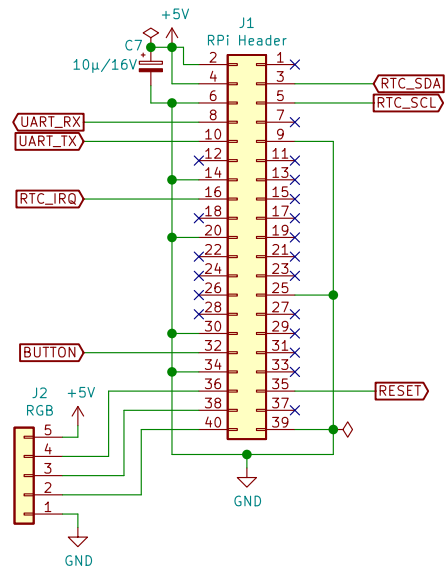 +5V
J1
RPi Header
C7
+
10µ/16V
2 1
4 3 RTC_SDA
6 5 RTC_SCL
UART_RX 8 7
UART_TX 10 9
12 11
14 13
RTC_IRQ 16 15
18 17
20 19
22 21
24 23
26 25
28 27
30 29
BUTTON 32 31
34 33
36 35 RESET
38 37
40 39
J2
RGB
+5V
5
4
3
2
1
GND
GND